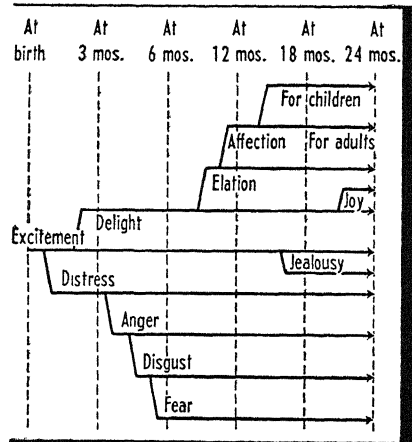 At At At At At At
birth 3 mos. 6 mos. 12 mos. 18 mos. 24 mos.
For children
Affection For adults
Elation
Joy
Delight
Excitement
Jealousy
Distress
Anger
Disgust
Fear